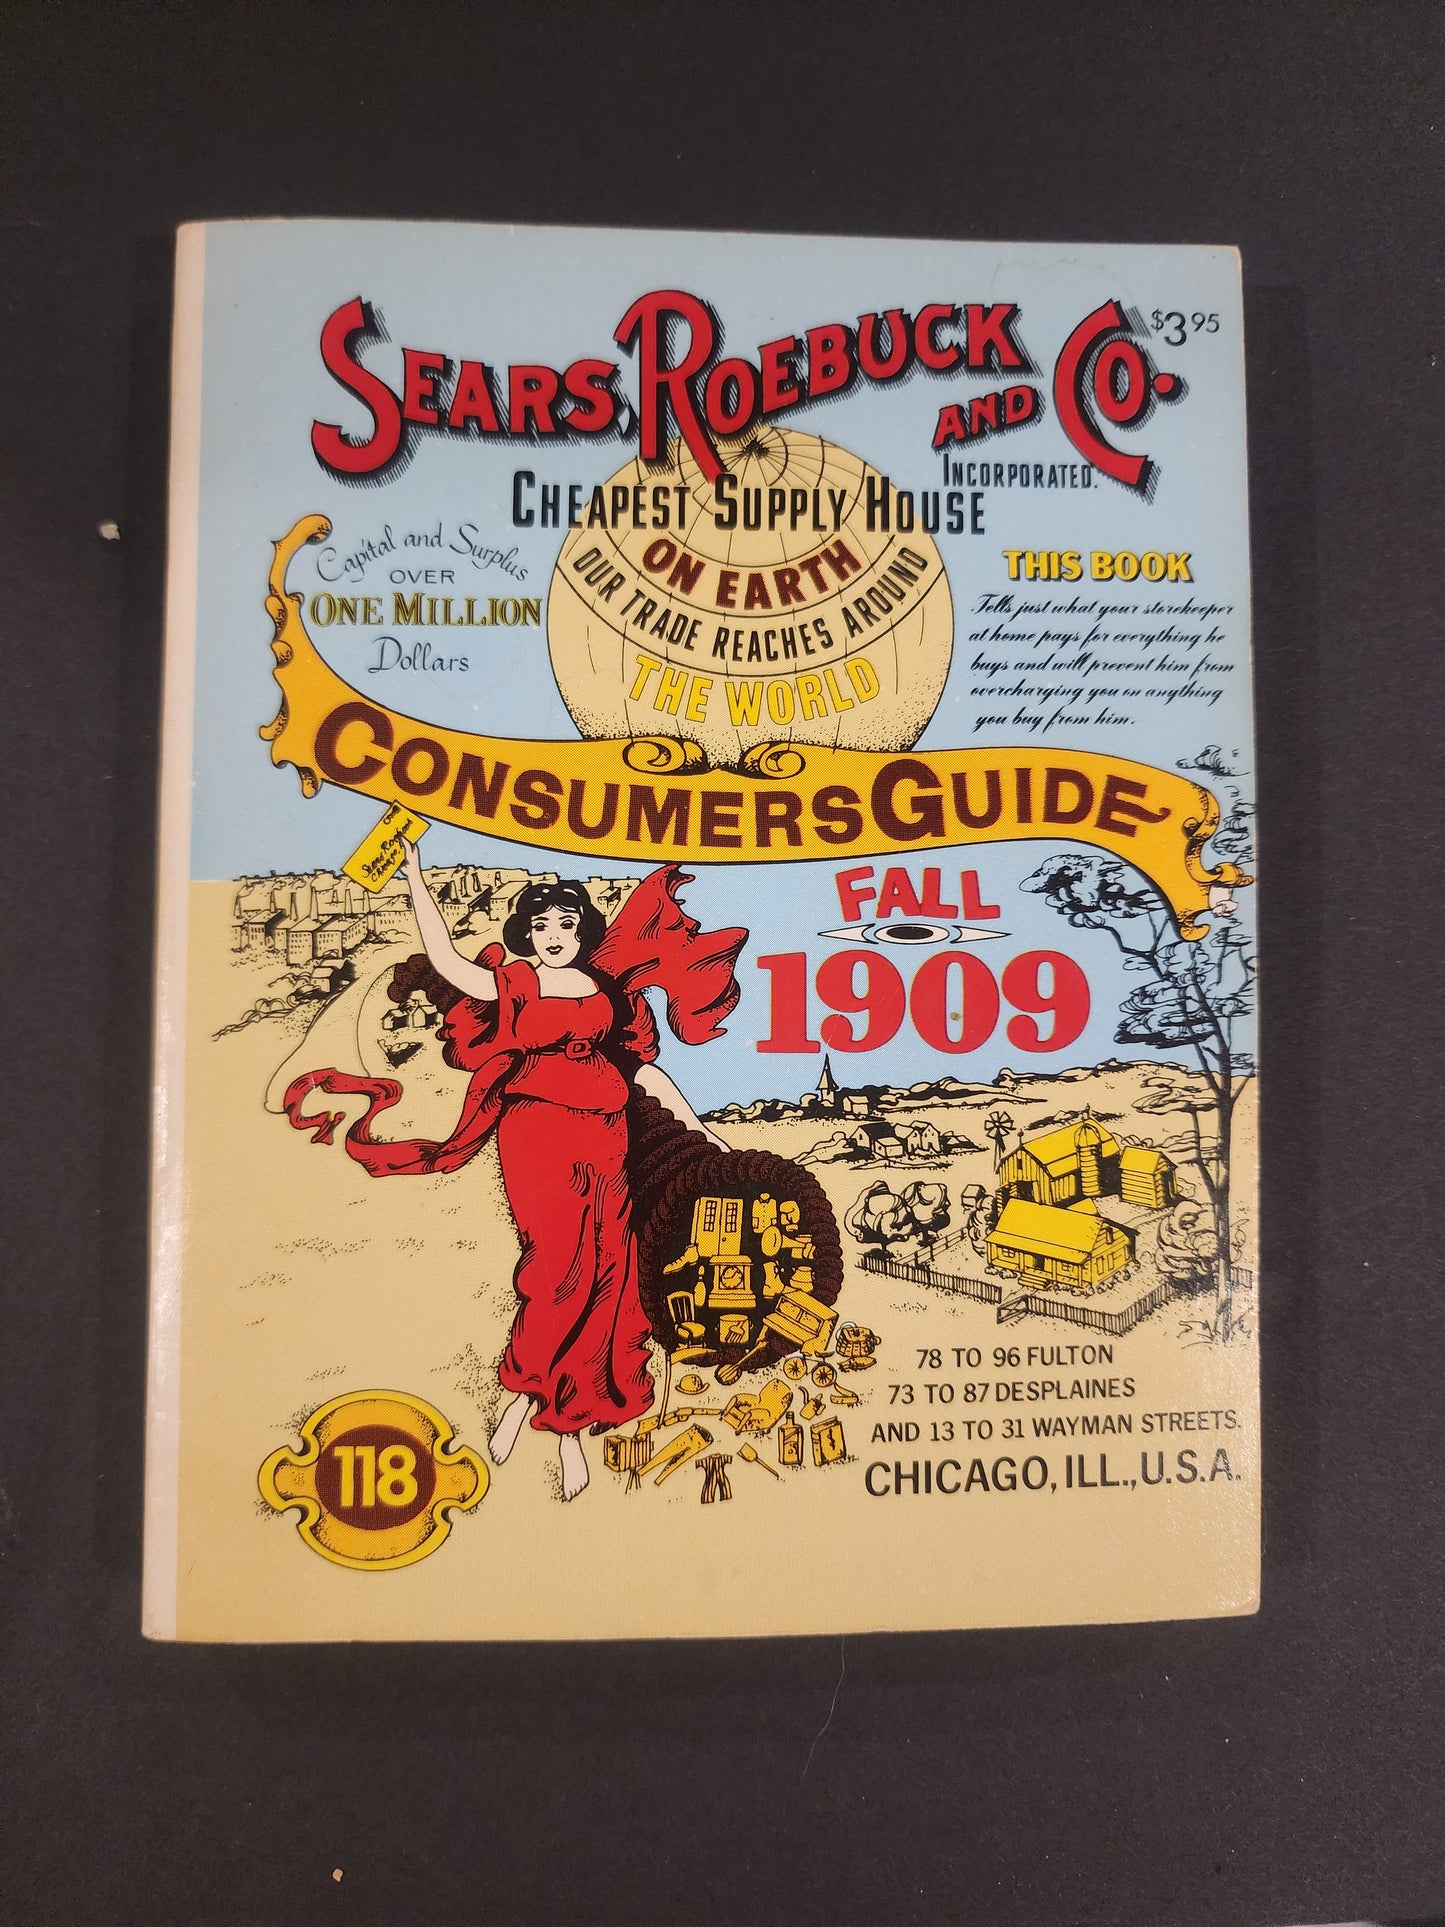 SEARS, ROEBUCK AND CO.
$3.95
INCORPORATED.
CHEAPEST SUPPLY HOUSE
ON EARTH
OUR TRADE REACHES AROUND
THE WORLD
Capital and Surplus
OVER
ONE MILLION
Dollars
THIS BOOK
Tells just what your storekeeper
at home pays for everything he
buys and will prevent him from
overcharging you on anything
you buy from him.
CONSUMERS GUIDE
Sears Roebuck
Chicago.
FALL
1909
78 TO 96 FULTON
73 TO 87 DESPLAINES
AND 13 TO 31 WAYMAN STREETS.
CHICAGO, ILL., U.S.A.
118